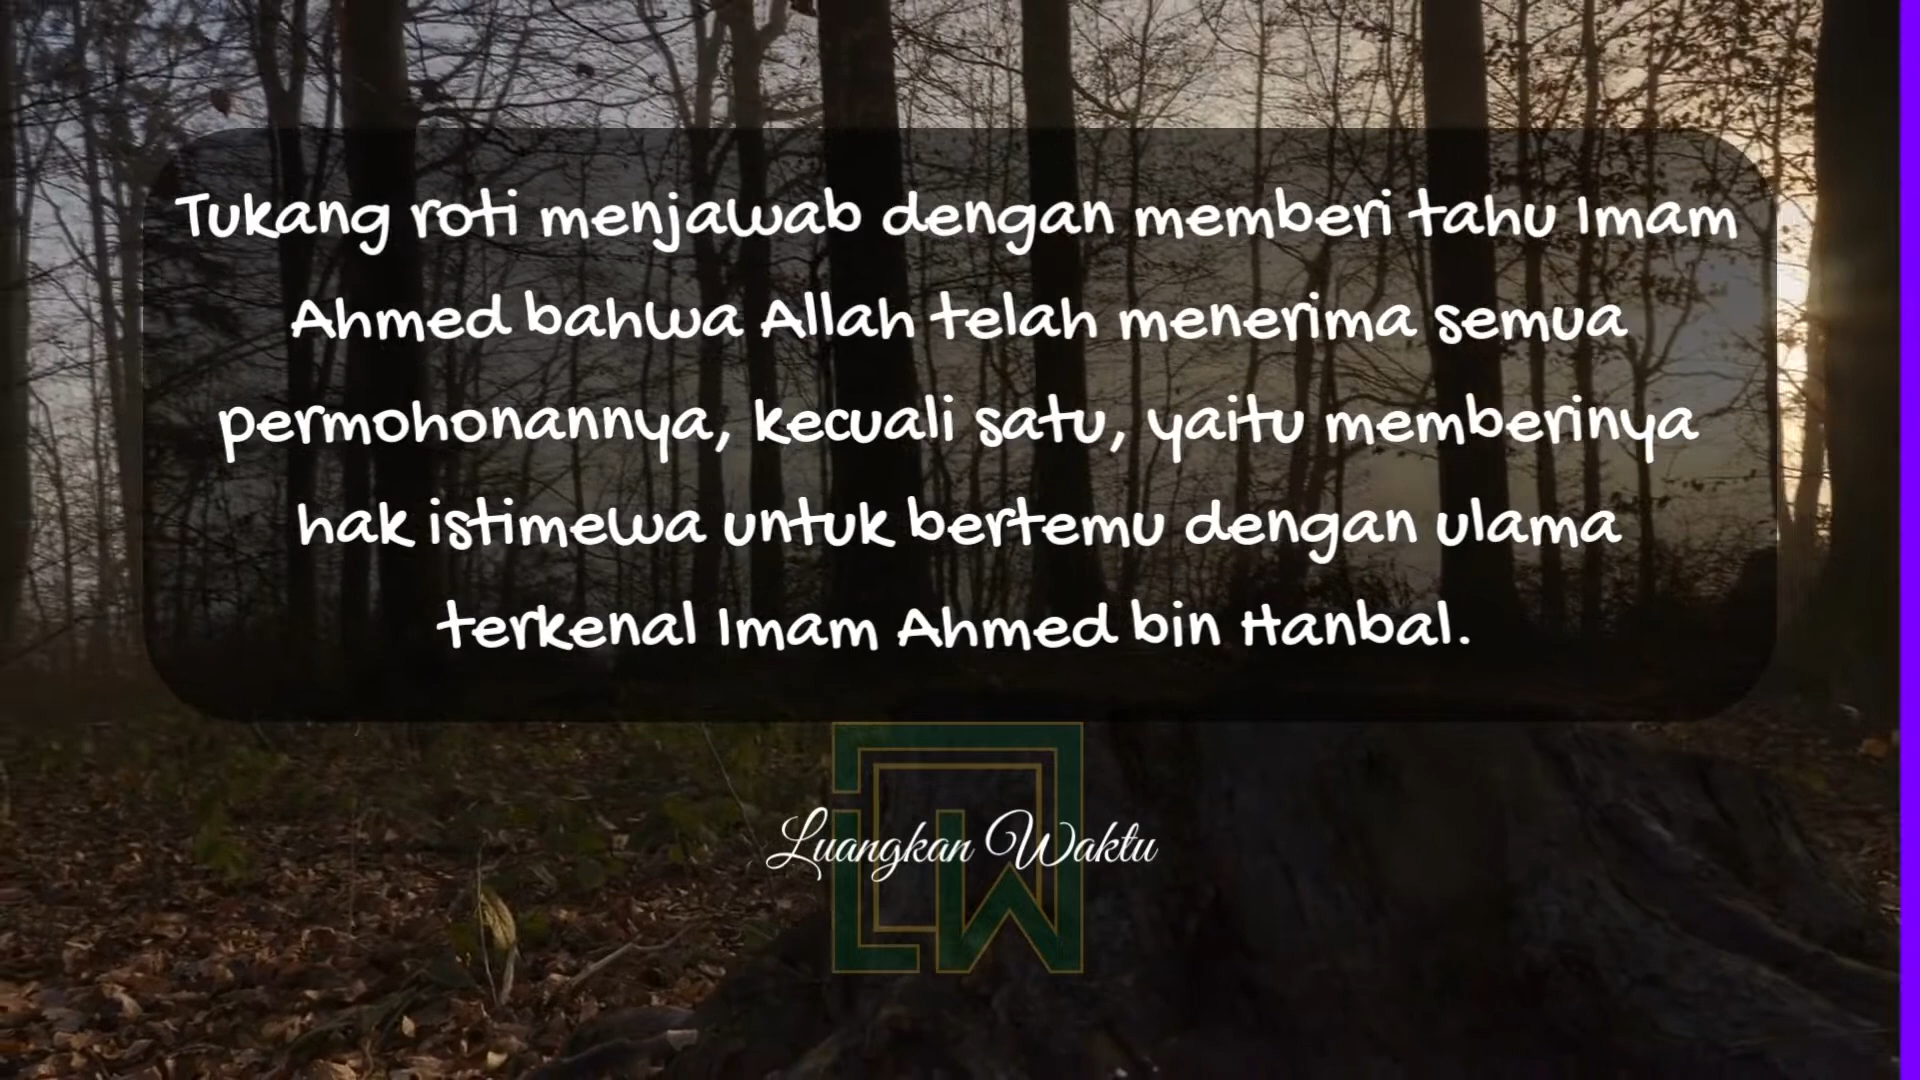 Tukang roti menjawab dengan memberi tahu Imam
Ahmed bahwa Allah telah menerima semua
permohonannya, kecuali satu, yaitu memberinya
hak istimewa untuk bertemu dengan ulama
terkenal Imam Ahmed bin Hanbal.
Luangkan Waktu
LW